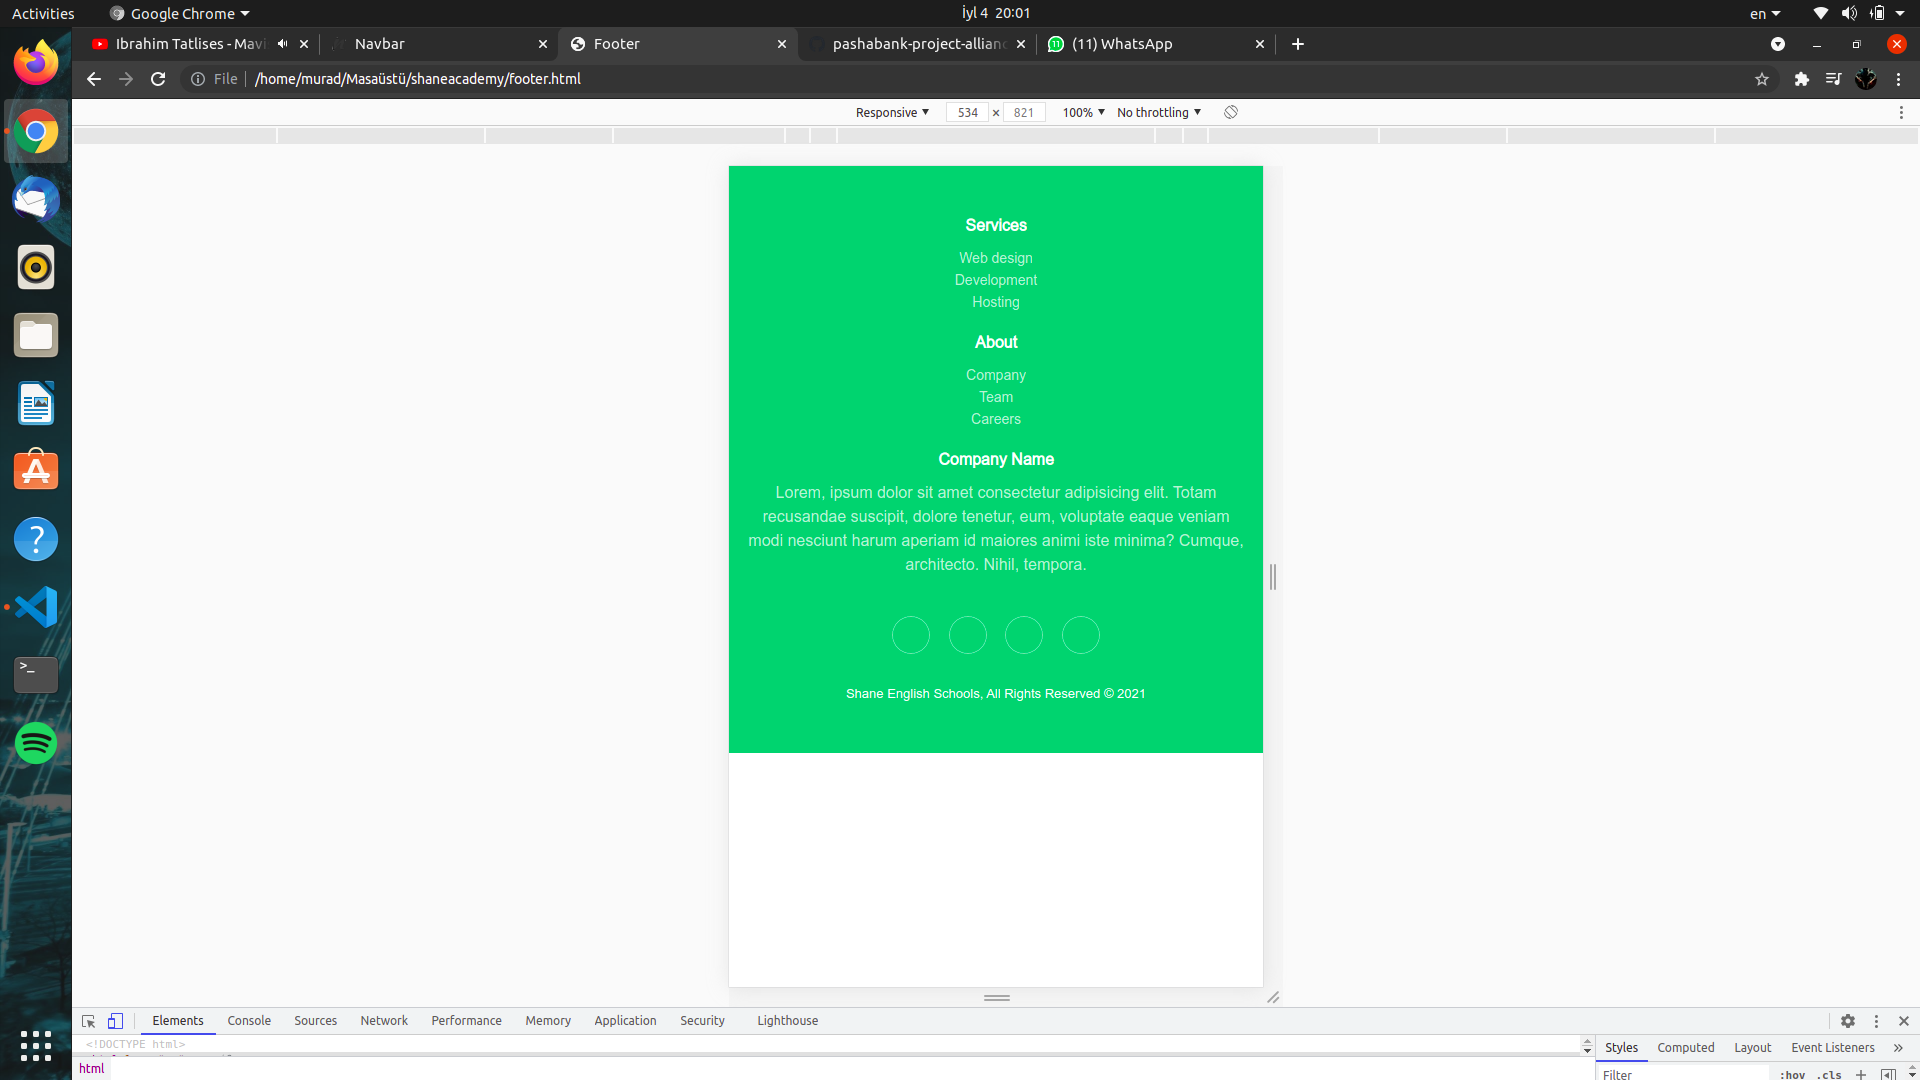 Activities
Google Chrome
İyl 4 20:01
en
Ibrahim Tatlises - Mavi
Navbar
Footer
pashabank-project-allianc
(11) WhatsApp
File
/home/murad/Masaüstü/shaneacademy/footer.html
Responsive
534 × 821
100%
No throttling
Services
Web design
Development
Hosting
About
Company
Team
Careers
Company Name
Lorem, ipsum dolor sit amet consectetur adipisicing elit. Totam
recusandae suscipit, dolore tenetur, eum, voluptate eaque veniam
modi nesciunt harum aperiam id maiores animi iste minima? Cumque,
architecto. Nihil, tempora.
Shane English Schools, All Rights Reserved © 2021
Elements
Console
Sources
Network
Performance
Memory
Application
Security
Lighthouse
<!DOCTYPE html>
html
Styles
Computed
Layout
Event Listeners
Filter
:hov
.cls